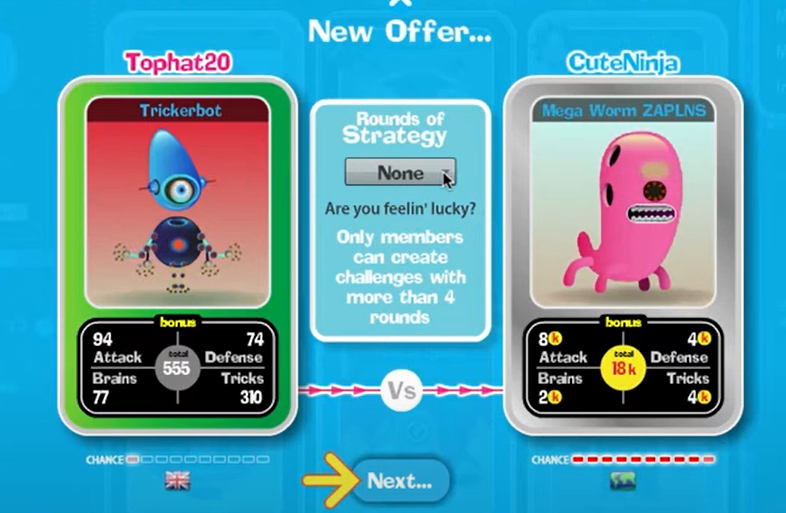 New Offer...
Tophat20
CuteNinja
Trickerbot
Rounds of
Strategy
None
Are you feelin' lucky?
Only members
can create
challenges with
more than 4
rounds
Mega Worm ZAPLNS
bonus
94
74
Attack
Defense
total
555
Brains
Tricks
77
310
Vs
bonus
8k
4k
Attack
Defense
total
18k
Brains
Tricks
2k
4k
CHANCE
CHANCE
Next...